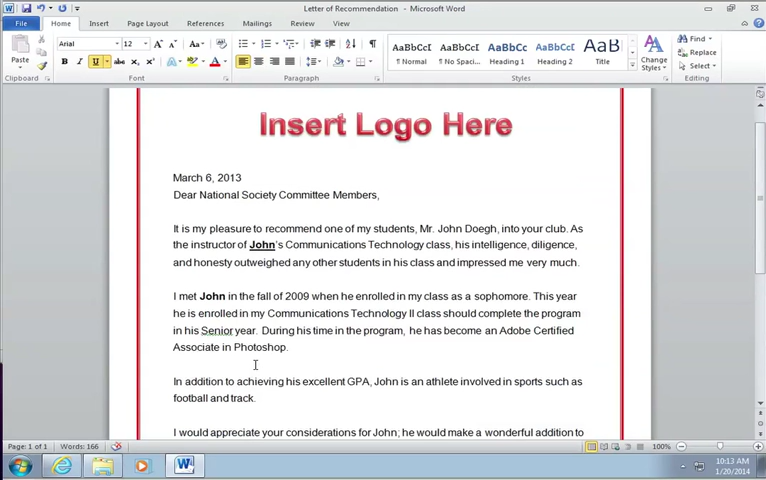 Letter of Recommendation - Microsoft Word
File Home Insert Page Layout References Mailings Review View
Arial 12
Paste
Clipboard Font Paragraph Styles Editing
AaBbCcI AaBbCcI AaBbCc AaBbCcI AaB
¶ Normal ¶ No Spaci... Heading 1 Heading 2 Title
Change Styles
Find
Replace
Select
Insert Logo Here
March 6, 2013
Dear National Society Committee Members,
It is my pleasure to recommend one of my students, Mr. John Doegh, into your club. As
the instructor of John's Communications Technology class, his intelligence, diligence,
and honesty outweighed any other students in his class and impressed me very much.
I met John in the fall of 2009 when he enrolled in my class as a sophomore. This year
he is enrolled in my Communications Technology II class should complete the program
in his Senior year. During his time in the program, he has become an Adobe Certified
Associate in Photoshop.
In addition to achieving his excellent GPA, John is an athlete involved in sports such as
football and track.
I would appreciate your considerations for John; he would make a wonderful addition to
Page: 1 of 1 Words: 166 100%
10:13 AM
1/20/2014